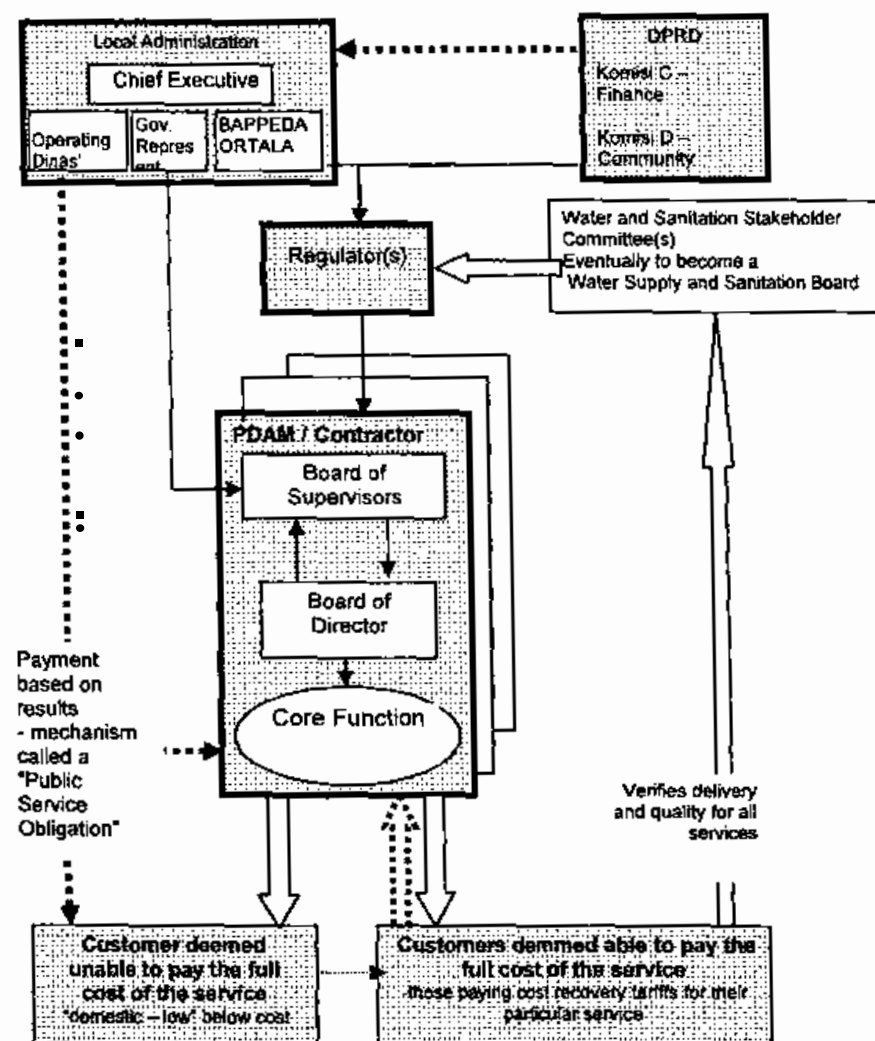 Local Administration
Chief Executive
Operating
Dinas'
Gov.
Repres
ent
BAPPEDA
ORTALA
DPRD
Komisi C –
Finance
Komisi D –
Community
Regulator(s)
Water and Sanitation Stakeholder
Committee(s)
Eventually to become a
Water Supply and Sanitation Board
PDAM / Contractor
Board of
Supervisors
Board of
Director
Core Function
Payment
based on
results
- mechanism
called a
"Public
Service
Obligation"
Verifies delivery
and quality for all
services
Customer deemed
unable to pay the full
cost of the service
"domestic – low" below cost
Customers demmed able to pay the
full cost of the service
those paying cost recovery tariffs for their
particular service